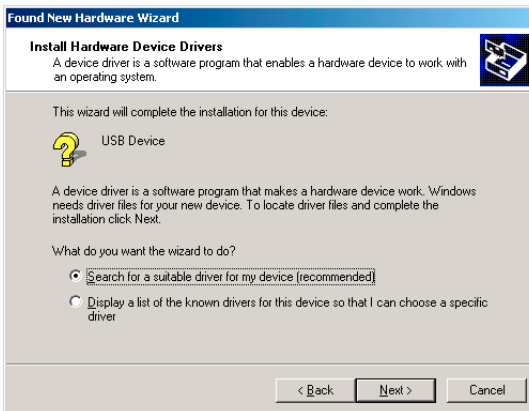 Found New Hardware Wizard
Install Hardware Device Drivers
A device driver is a software program that enables a hardware device to work with
an operating system.
This wizard will complete the installation for this device:
USB Device
A device driver is a software program that makes a hardware device work. Windows
needs driver files for your new device. To locate driver files and complete the
installation click Next.
What do you want the wizard to do?
Search for a suitable driver for my device (recommended)
Display a list of the known drivers for this device so that I can choose a specific
driver
< Back Next > Cancel